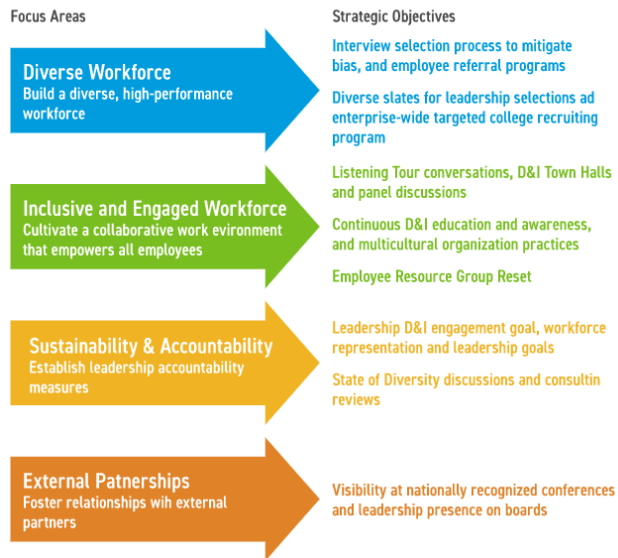 Focus Areas
Strategic Objectives
Diverse Workforce
Build a diverse, high-performance
workforce
Interview selection process to mitigate
bias, and employee referral programs
Diverse slates for leadership selections ad
enterprise-wide targeted college recruiting
program
Inclusive and Engaged Workforce
Cultivate a collaborative work evironment
that empowers all employees
Listening Tour conversations, D&I Town Halls
and panel discussions
Continuous D&I education and awareness,
and multicultural organization practices
Employee Resource Group Reset
Sustainability & Accountability
Establish leadership accountability
measures
Leadership D&I engagement goal, workforce
representation and leadership goals
State of Diversity discussions and consultin
reviews
External Patnerships
Foster relationships wih external
partners
Visibility at nationally recognized conferences
and leadership presence on boards